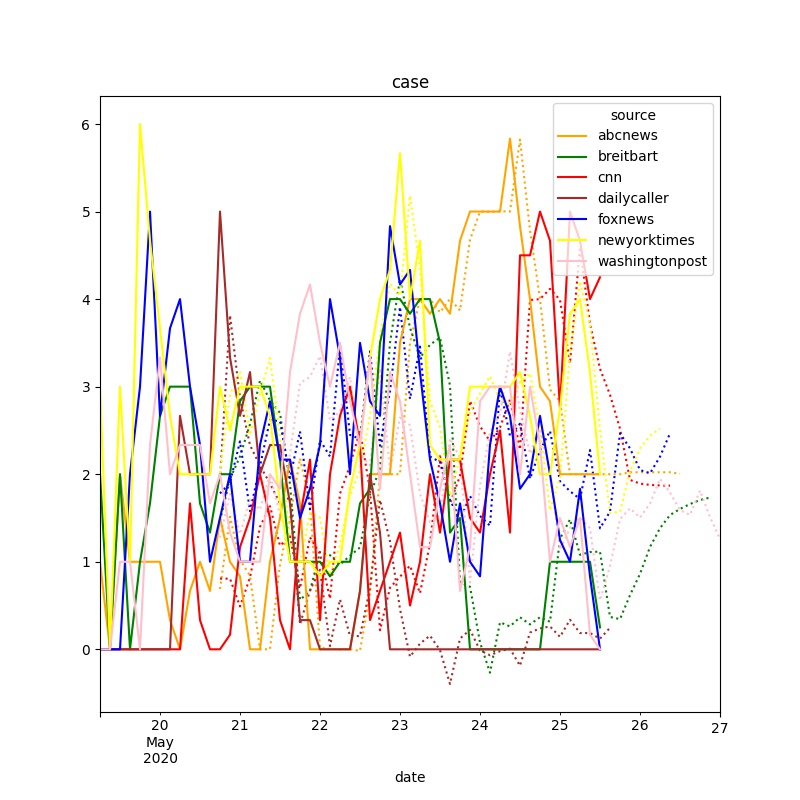 case
source
abcnews
breitbart
cnn
dailycaller
foxnews
newyorktimes
washingtonpost
6
5
4
3
2
1
0
20 21 22 23 24 25 26 27
May
2020
date